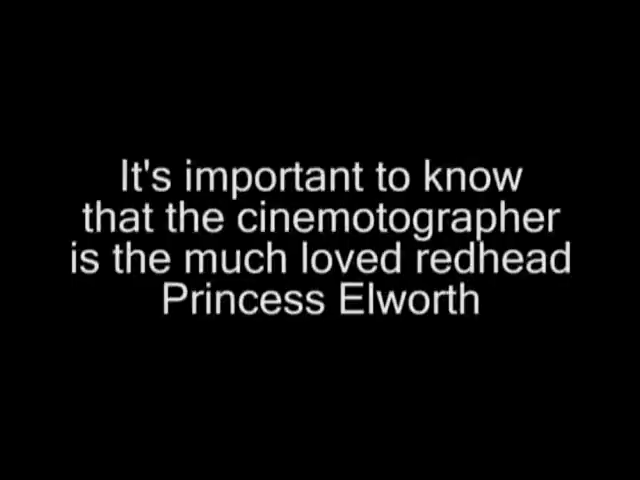 It's important to know
that the cinemotographer
is the much loved redhead
Princess Elworth